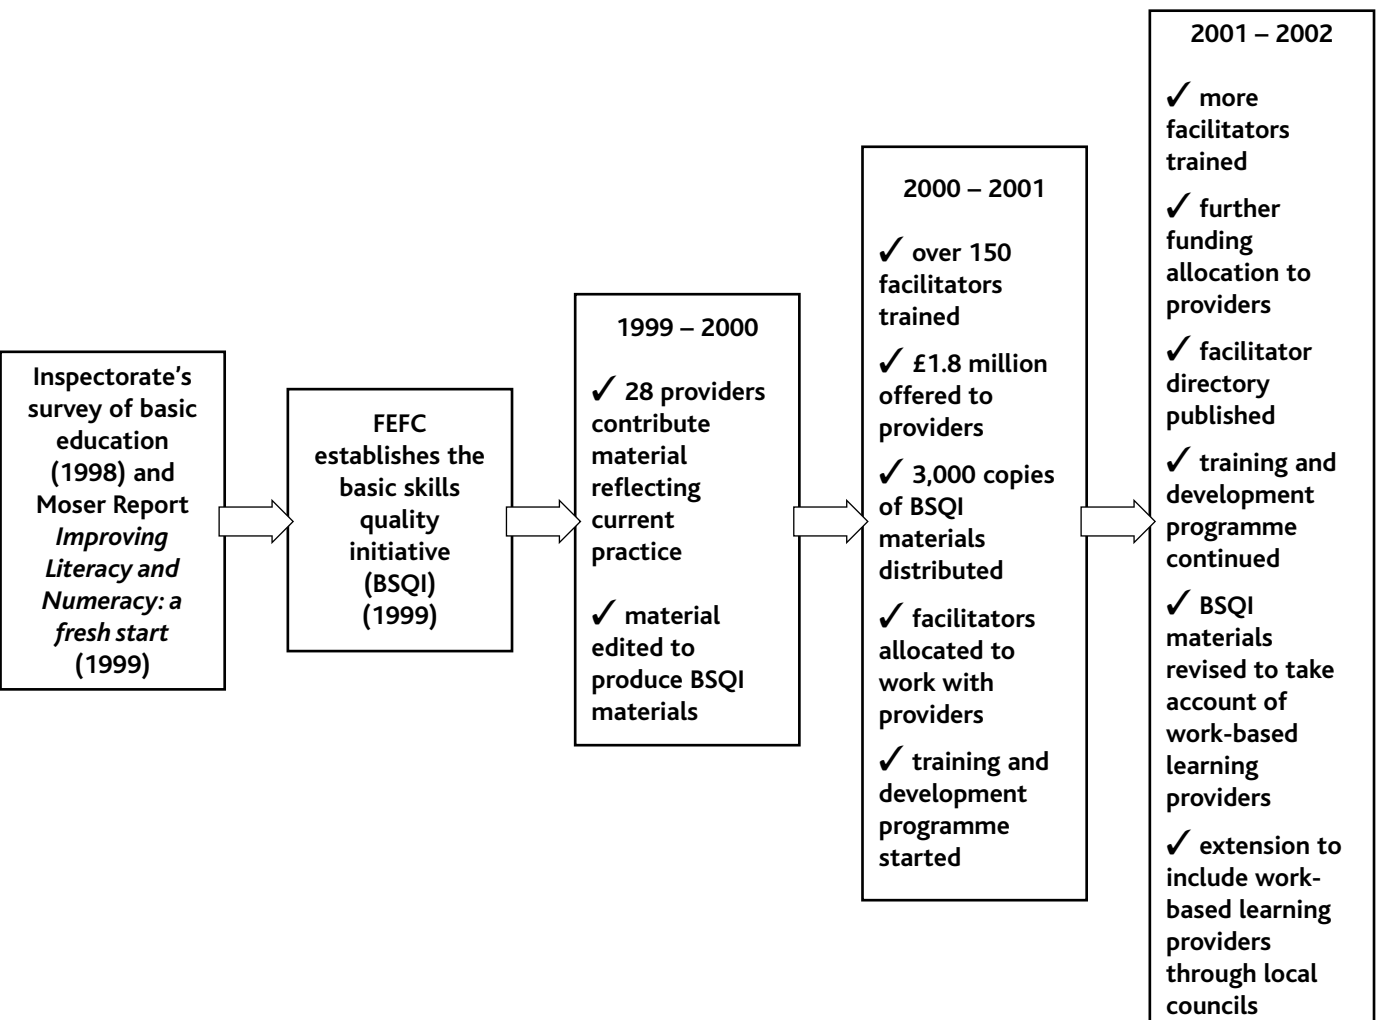 Inspectorate's
survey of basic
education
(1998) and
Moser Report
Improving
Literacy and
Numeracy: a
fresh start
(1999)
FEFC
establishes the
basic skills
quality
initiative
(BSQI)
(1999)
1999 – 2000
✓ 28 providers
contribute
material
reflecting
current
practice
✓ material
edited to
produce BSQI
materials
2000 – 2001
✓ over 150
facilitators
trained
✓ £1.8 million
offered to
providers
✓ 3,000 copies
of BSQI
materials
distributed
✓ facilitators
allocated to
work with
providers
✓ training and
development
programme
started
2001 – 2002
✓ more
facilitators
trained
✓ further
funding
allocation to
providers
✓ facilitator
directory
published
✓ training and
development
programme
continued
✓ BSQI
materials
revised to take
account of
work-based
learning
providers
✓ extension to
include work-
based learning
providers
through local
councils